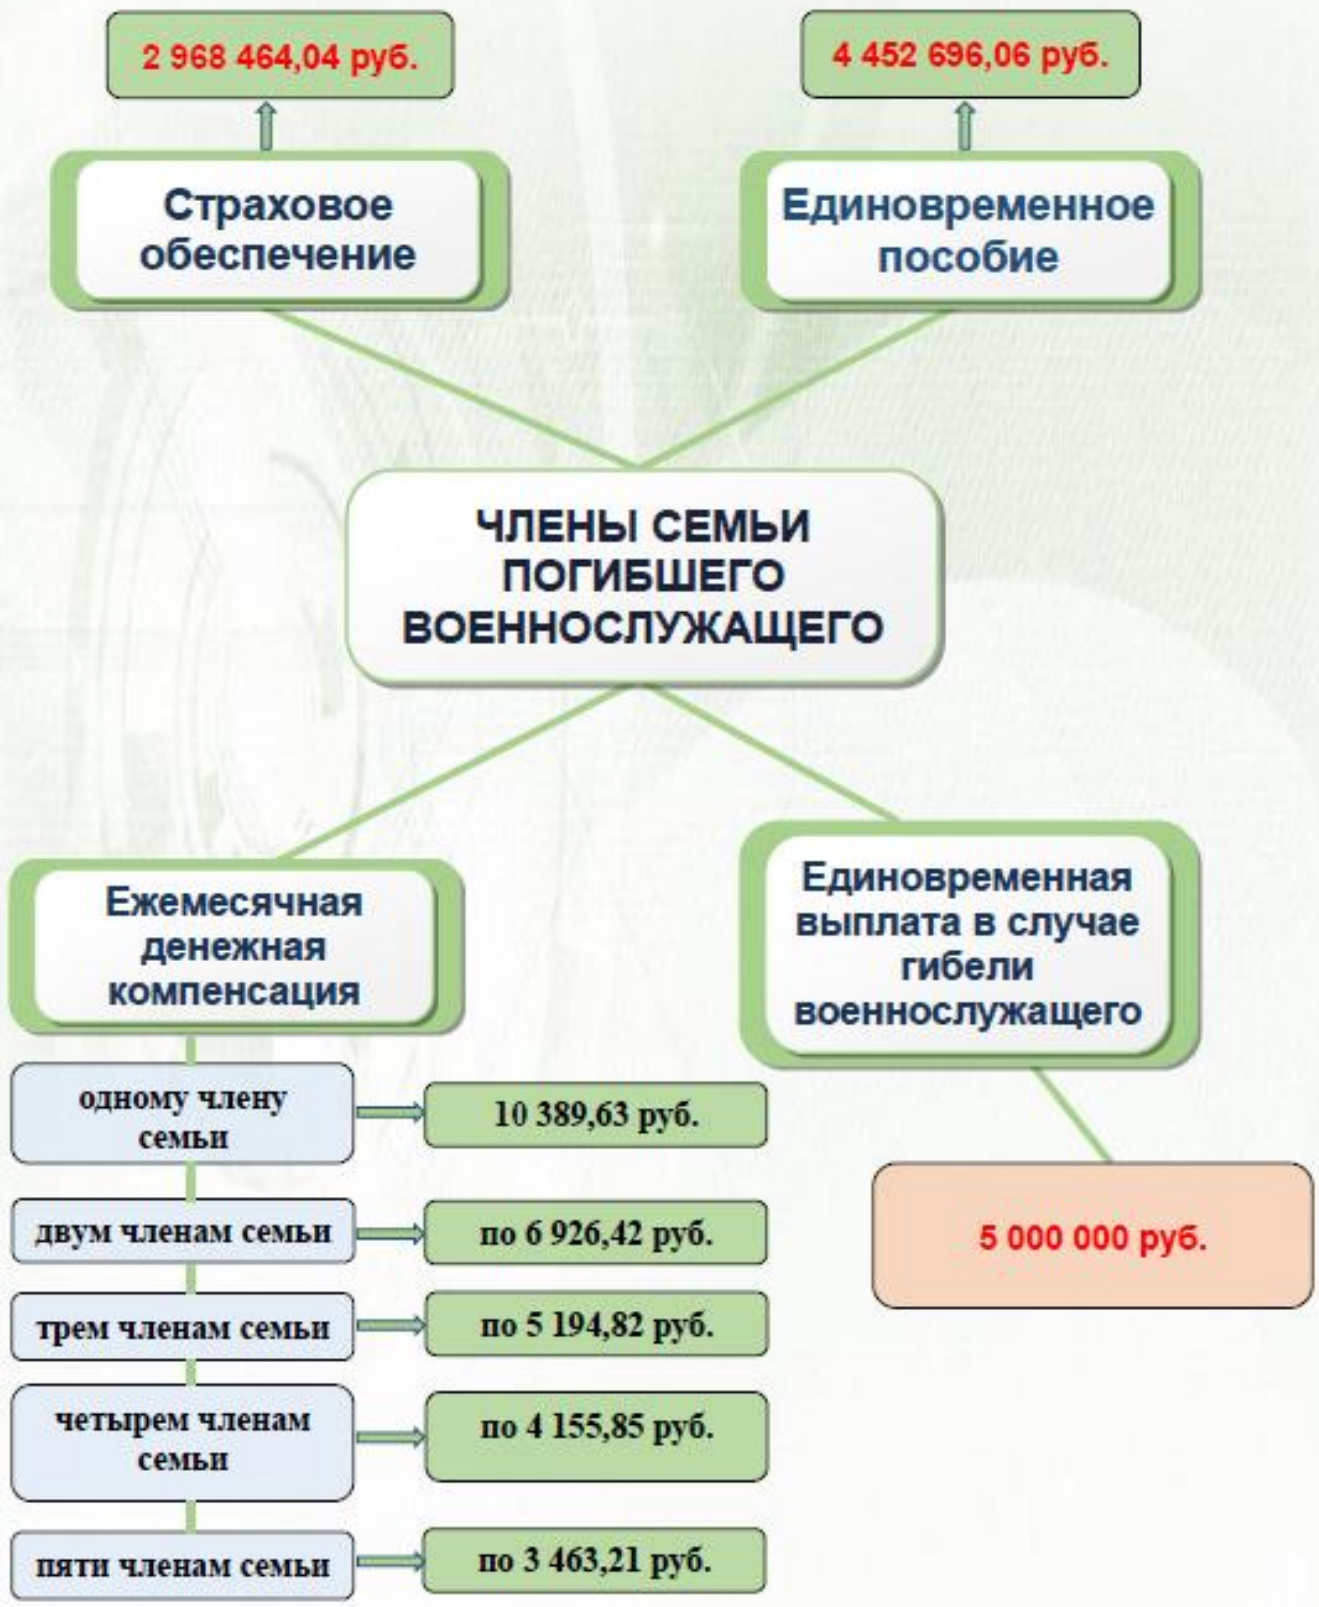 2 968 464,04 руб.
4 452 696,06 руб.
Страховое
обеспечение
Единовременное
пособие
ЧЛЕНЫ СЕМЬИ
ПОГИБШЕГО
ВОЕННОСЛУЖАЩЕГО
Ежемесячная
денежная
компенсация
Единовременная
выплата в случае
гибели
военнослужащего
одному члену
семьи
10 389,63 руб.
двум членам семьи
по 6 926,42 руб.
трем членам семьи
по 5 194,82 руб.
четырем членам
семьи
по 4 155,85 руб.
пяти членам семьи
по 3 463,21 руб.
5 000 000 руб.